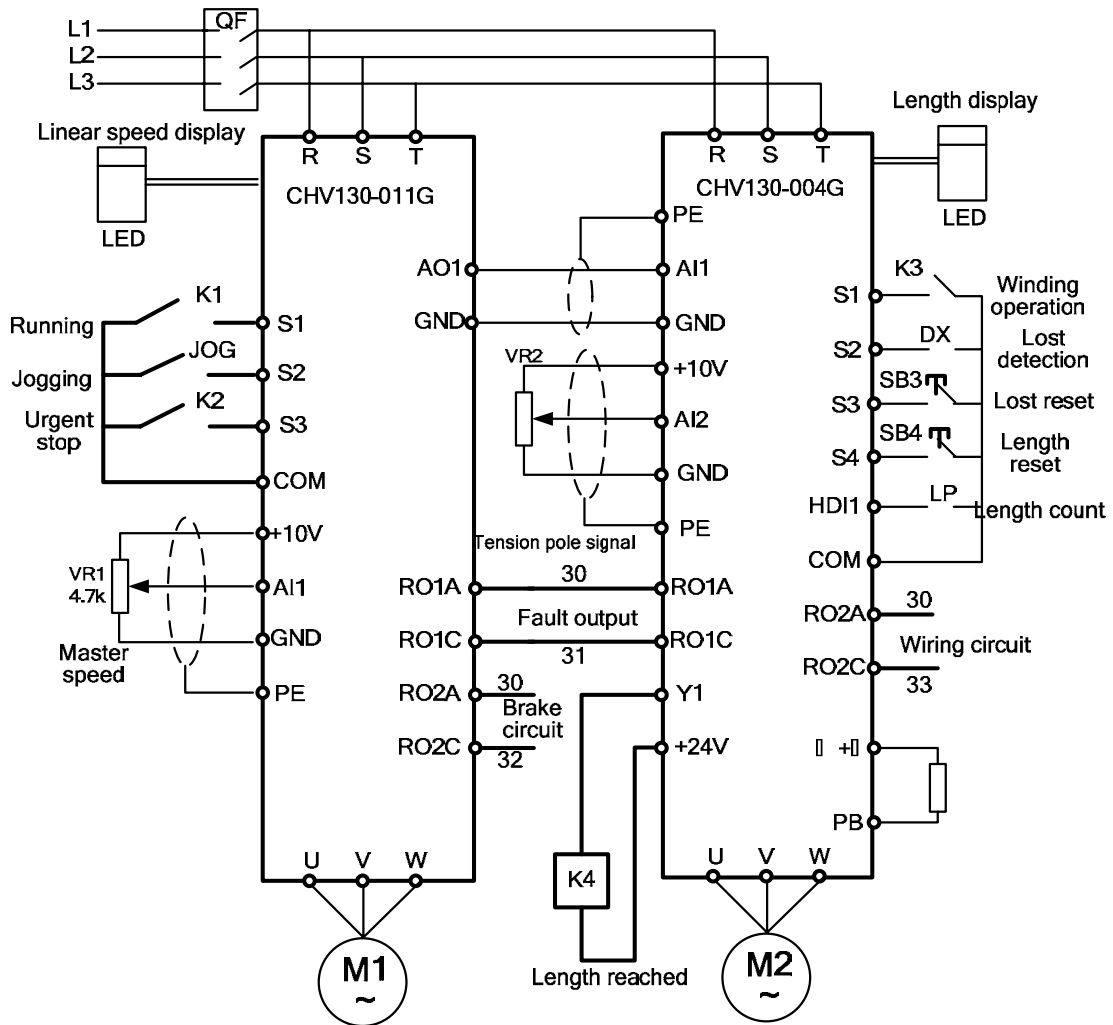 L1
QF
L2
L3
Linear speed display
LED
R S T
CHV130-011G
Length display
LED
R S T
CHV130-004G
PE
AO1
AI1
GND
GND
K1
Running
S1
JOG
Jogging
S2
K2
Urgent
stop
S3
COM
+10V
VR1
4.7k
AI1
GND
Master
speed
PE
VR2
+10V
AI2
GND
PE
Tension pole signal
K3
S1
Winding
operation
DX
S2
Lost
detection
SB3
S3
Lost reset
SB4
S4
Length
reset
HDI1
LP
Length count
COM
RO1A
30
RO1A
Fault output
RO1C
31
RO1C
RO2A
30
Brake
circuit
RO2C
32
Y1
+24V
RO2A
30
Wiring circuit
RO2C
33
+
PB
U V W
U V W
K4
Length reached
M1
~
M2
~